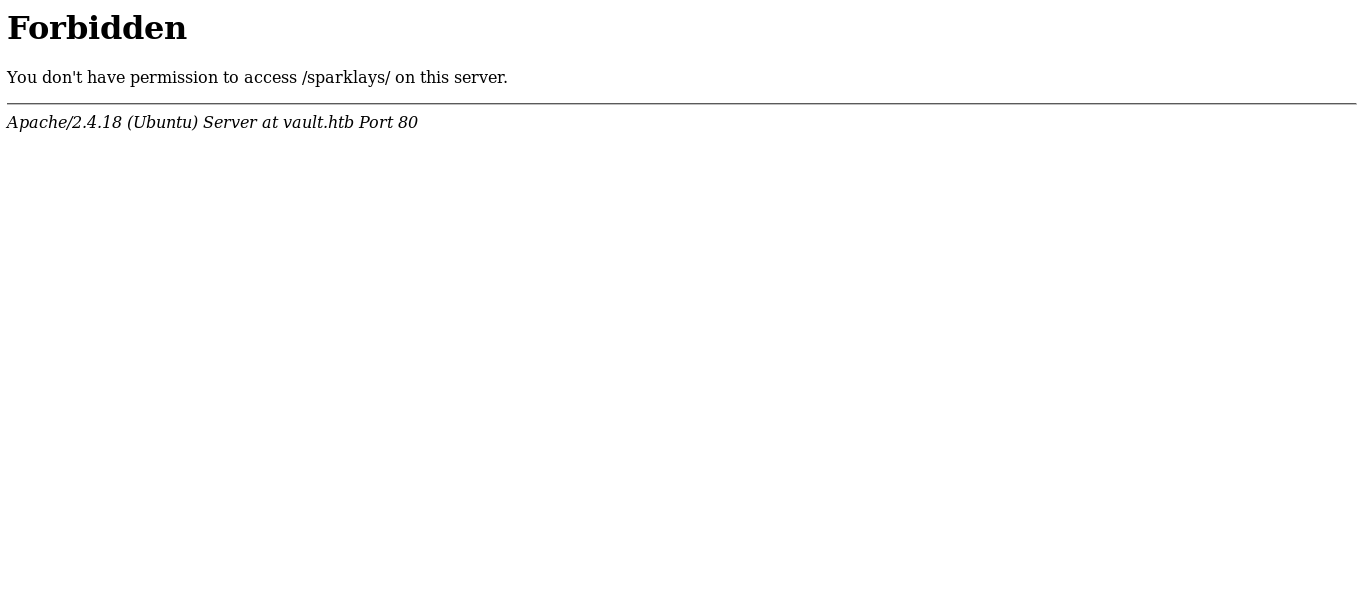 Forbidden
You don't have permission to access /sparklays/ on this server.
Apache/2.4.18 (Ubuntu) Server at vault.htb Port 80